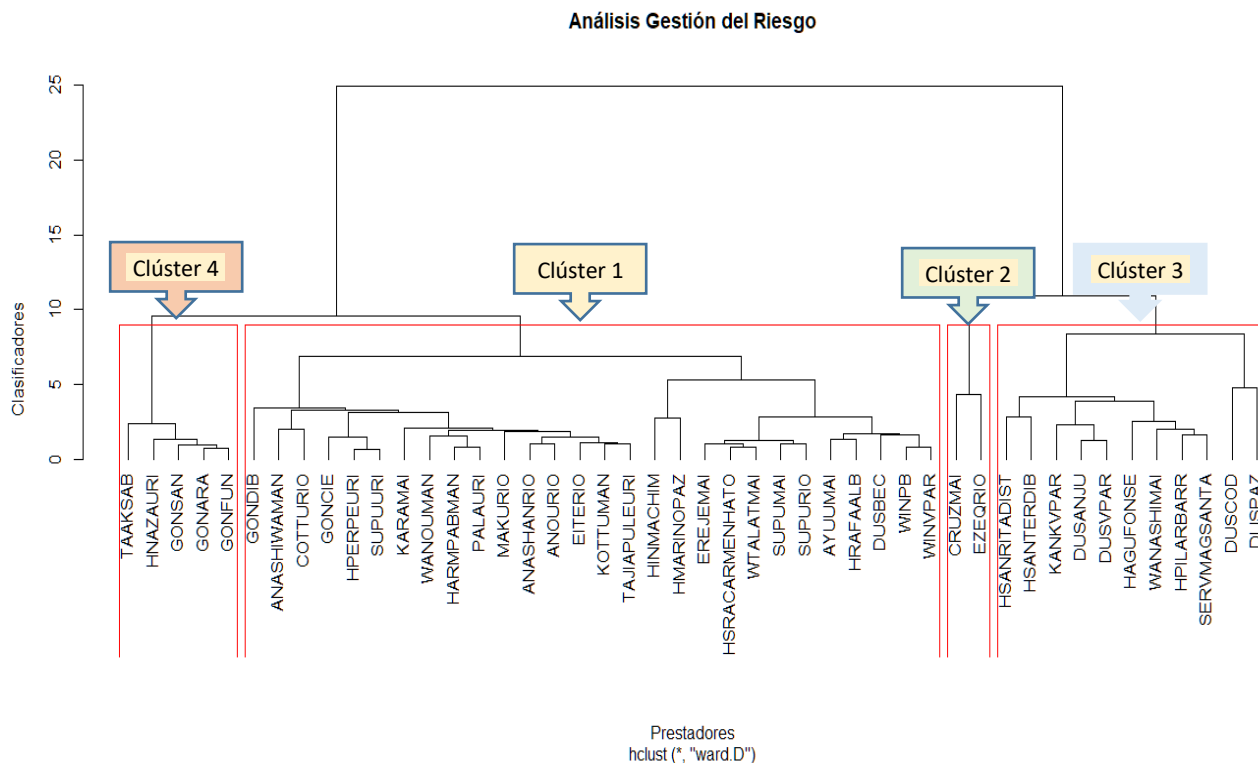 Análisis Gestión del Riesgo
25
20
15
10
5
0
Clasificadores
Clúster 4
Clúster 1
Clúster 2
Clúster 3
TAAKSAB
HNAZAURI
GONSAN
GONARA
GONFUN
GONDIB
ANASHIWAMAN
COTTURIO
GONCIE
HPERPEURI
SUPUURI
KARAMAI
WANOUMAN
HARMPABMAN
PALAURI
MAKURIO
ANASHANRIO
ANOURIO
EITERIO
KOTTUMAN
TAJIAPULEURI
HINMACHIM
HMARINOPAZ
EREJEMAI
HSRACARMENHATO
WTALATMAI
SUPUMAI
SUPURIO
AYUUMAI
HRAFAALB
DUSBEC
WINPB
WINVPAR
CRUZMAI
EZEQRIO
HSANRITADIST
HSANTERDIB
KANKVPAR
DUSANJU
DUSVPAR
HAGUFONSE
WANASHIMAI
HPILARBARR
SERVMAGSANTA
DUSCOD
DUSPAZ
Prestadores
hclust (*, "ward.D")